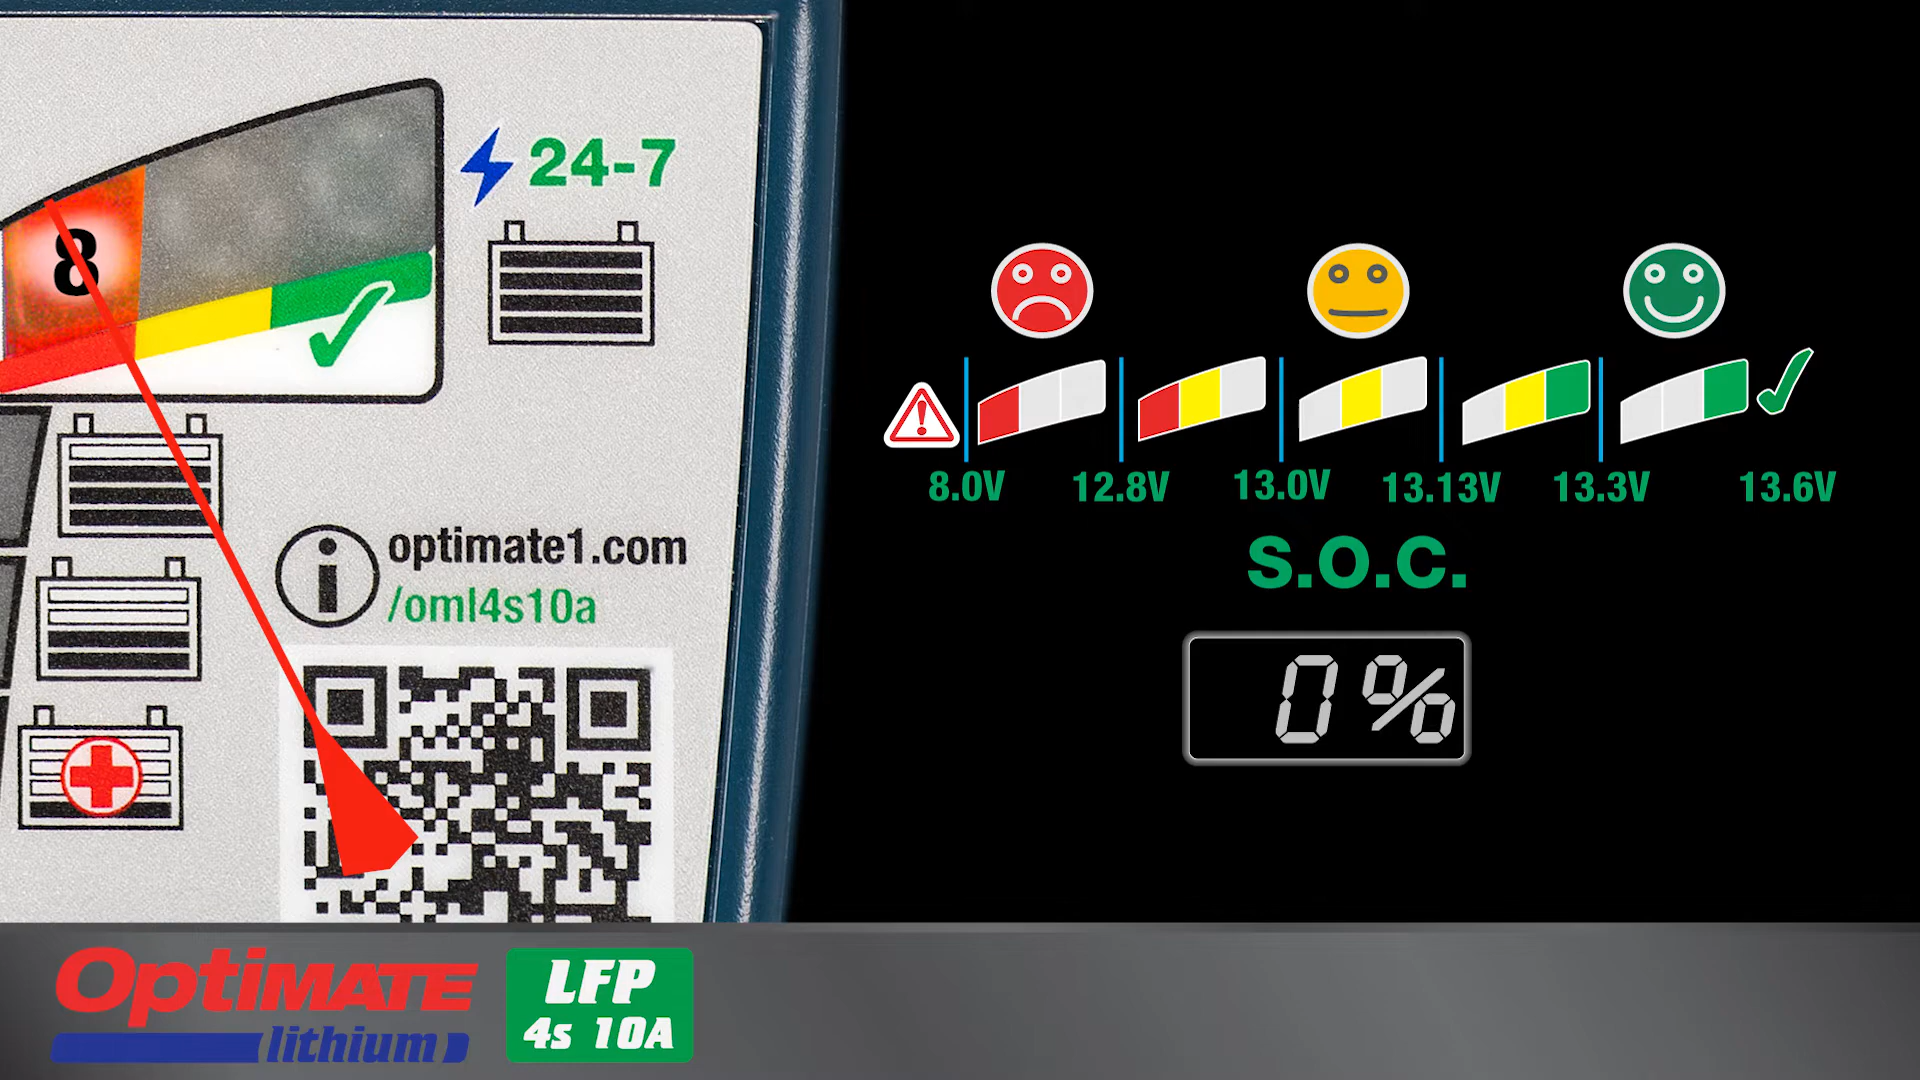 24-7
8
optimate1.com
/oml4s10a
8.0V 12.8V 13.0V 13.13V 13.3V 13.6V
S.O.C.
0%
OptiMATE
lithium
LFP
4s 10A